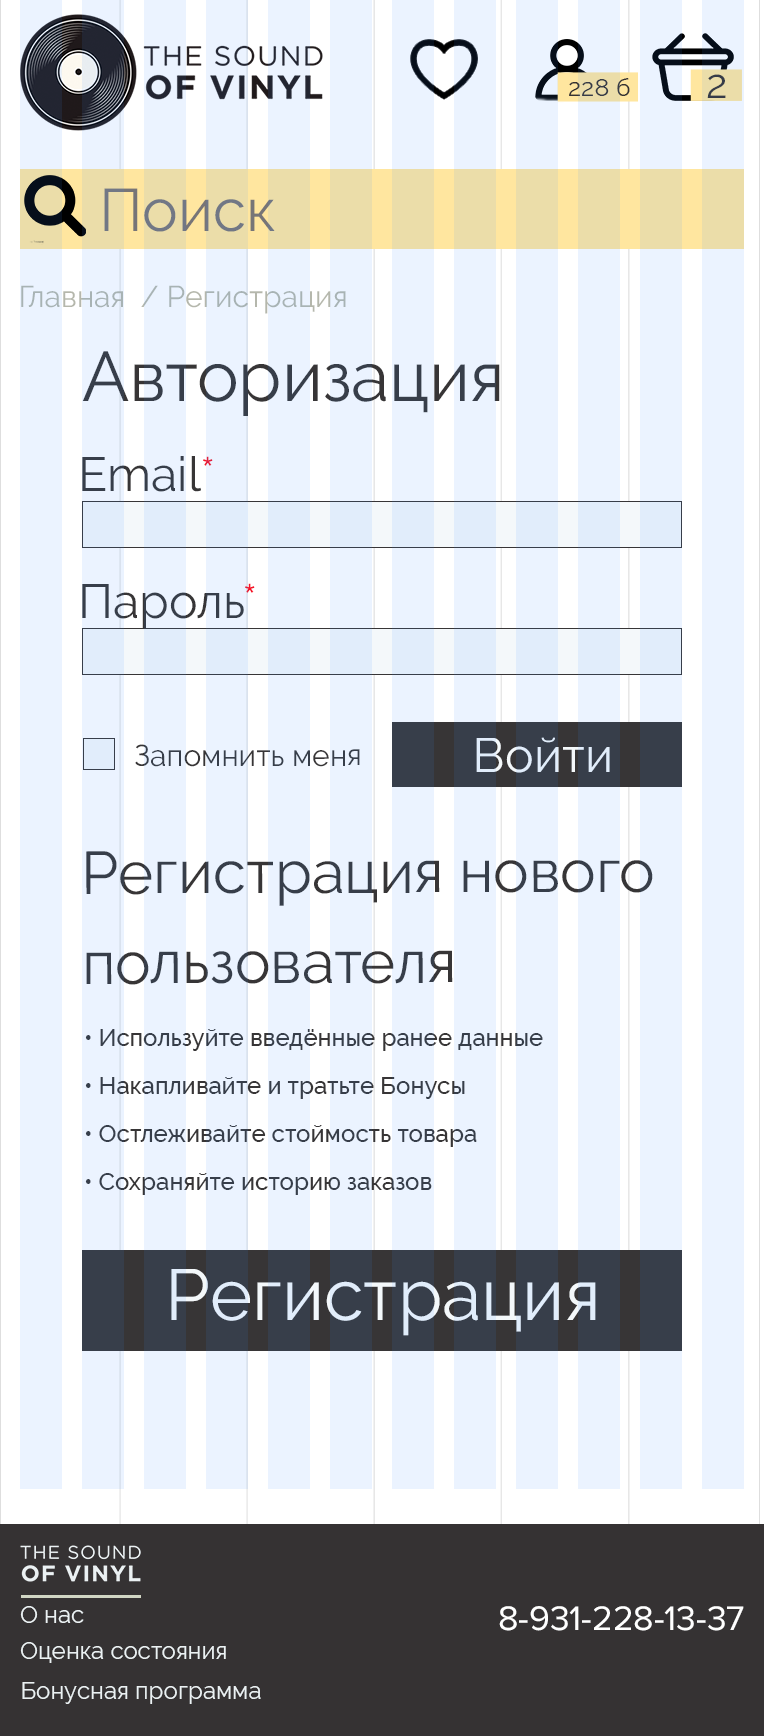 THE SOUND
OF VINYL
228 б
2
Поиск
Главная / Регистрация
Авторизация
Email*
Пароль*
Запомнить меня
Войти
Регистрация нового
пользователя
• Используйте введённые ранее данные
• Накапливайте и тратьте Бонусы
• Остлеживайте стоймость товара
• Сохраняйте историю заказов
Регистрация
THE SOUND
OF VINYL
О нас
8-931-228-13-37
Оценка состояния
Бонусная программа